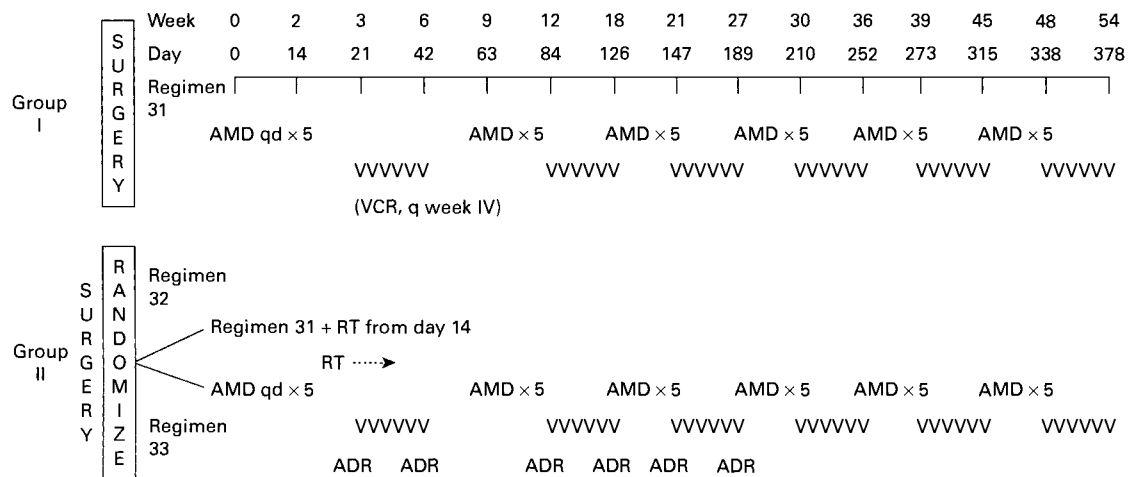 Week 0 2 3 6 9 12 18 21 27 30 36 39 45 48 54
Day 0 14 21 42 63 84 126 147 189 210 252 273 315 338 378
Group I
SURGERY
Regimen 31
AMD qd × 5 AMD × 5 AMD × 5 AMD × 5 AMD × 5 AMD × 5
VVVVVV VVVVVV VVVVVV VVVVVV VVVVVV VVVVVV
(VCR, q week IV)
Group II
SURGERY
RANDOMIZE
Regimen 32
Regimen 31 + RT from day 14
RT
AMD qd × 5 AMD × 5 AMD × 5 AMD × 5 AMD × 5 AMD × 5
Regimen 33
VVVVVV VVVVVV VVVVVV VVVVVV VVVVVV VVVVVV
ADR ADR ADR ADR ADR ADR